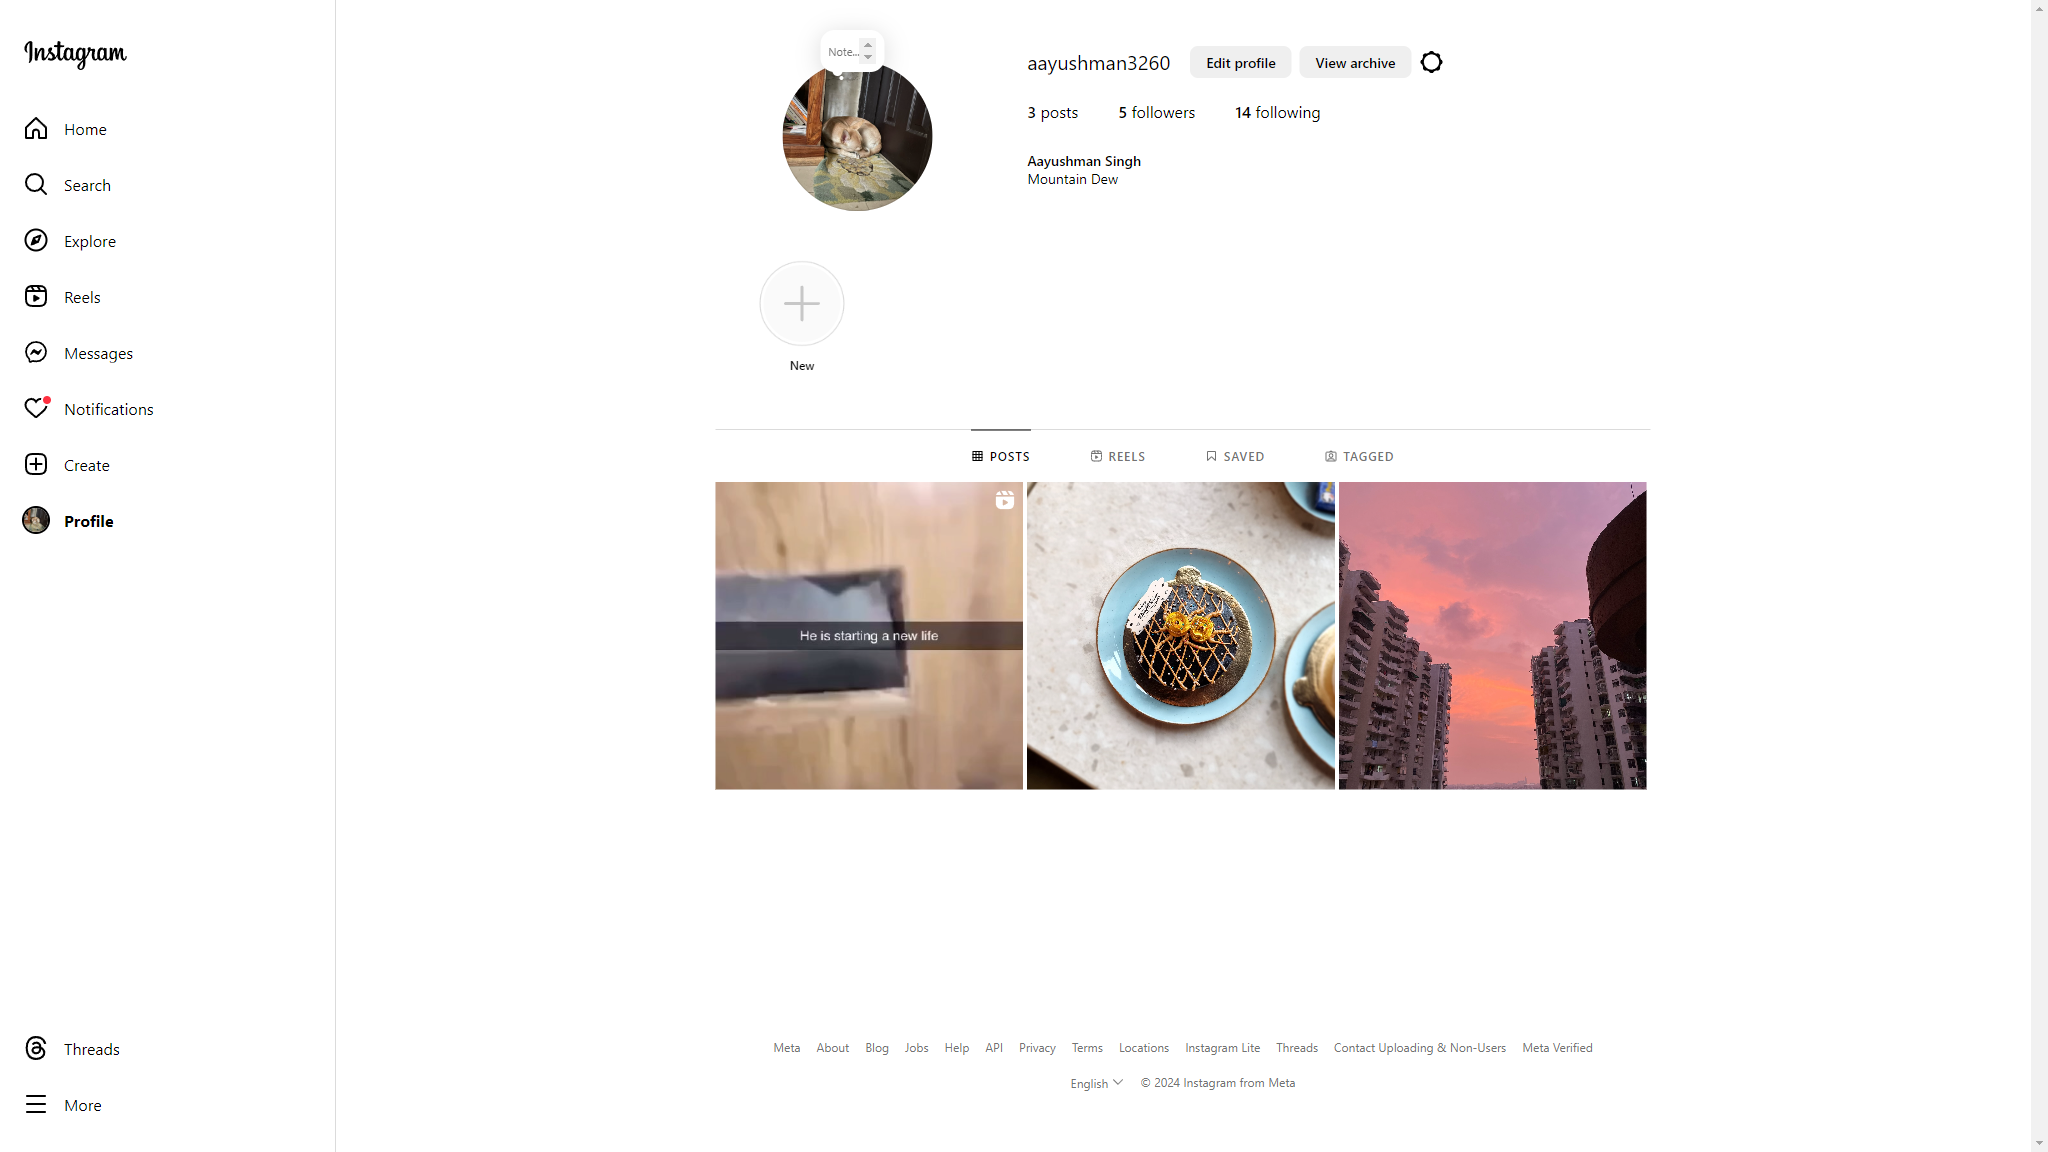 Instagram
Home
Search
Explore
Reels
Messages
Notifications
Create
Profile
Threads
More
Note...
aayushman3260
Edit profile
View archive
3 posts
5 followers
14 following
Aayushman Singh
Mountain Dew
New
POSTS
REELS
SAVED
TAGGED
He is starting a new life
Meta About Blog Jobs Help API Privacy Terms Locations Instagram Lite Threads Contact Uploading & Non-Users Meta Verified
English © 2024 Instagram from Meta